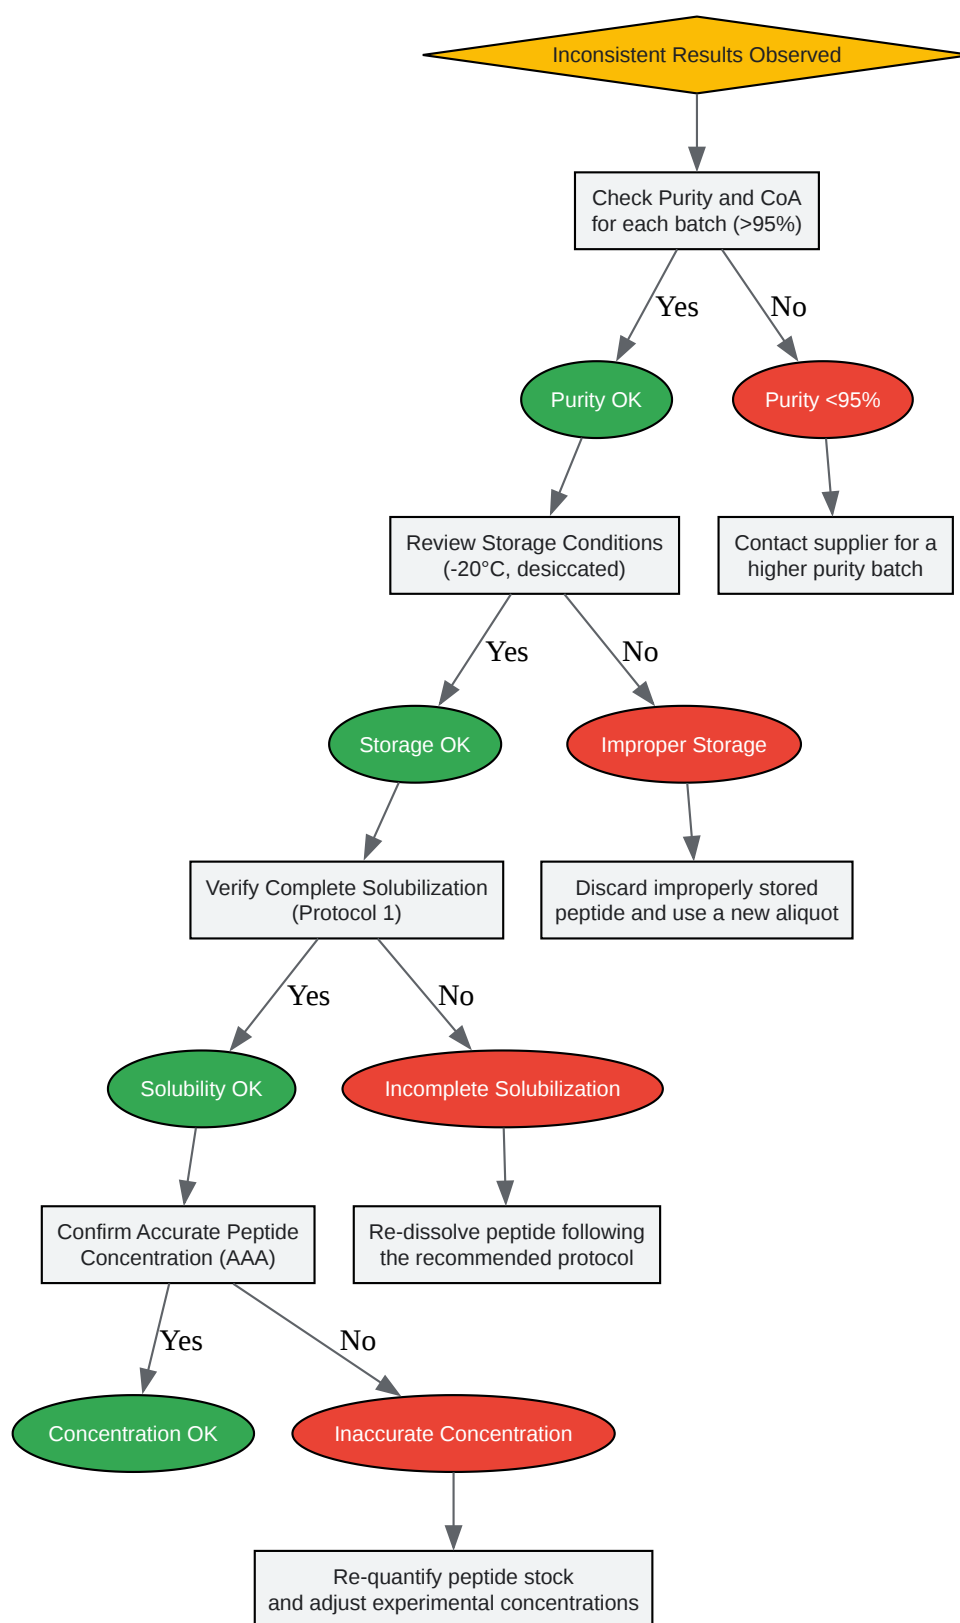 Inconsistent Results Observed
Check Purity and CoA
for each batch (>95%)
Yes
No
Purity OK
Purity <95%
Review Storage Conditions
(-20°C, desiccated)
Contact supplier for a
higher purity batch
Yes
No
Storage OK
Improper Storage
Verify Complete Solubilization
(Protocol 1)
Discard improperly stored
peptide and use a new aliquot
Yes
No
Solubility OK
Incomplete Solubilization
Confirm Accurate Peptide
Concentration (AAA)
Re-dissolve peptide following
the recommended protocol
Yes
No
Concentration OK
Inaccurate Concentration
Re-quantify peptide stock
and adjust experimental concentrations